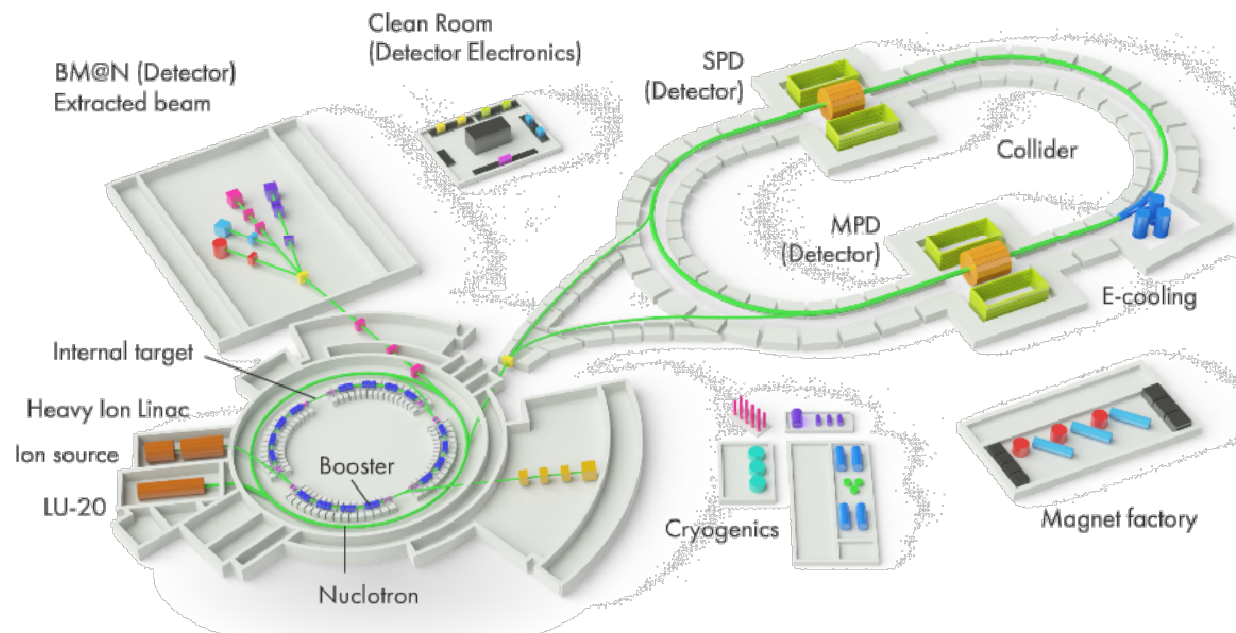 Clean Room
(Detector Electronics)
BM@N (Detector)
Extracted beam
SPD
(Detector)
Collider
MPD
(Detector)
E-cooling
Internal target
Heavy Ion Linac
Ion source
LU-20
Booster
Nuclotron
Cryogenics
Magnet factory